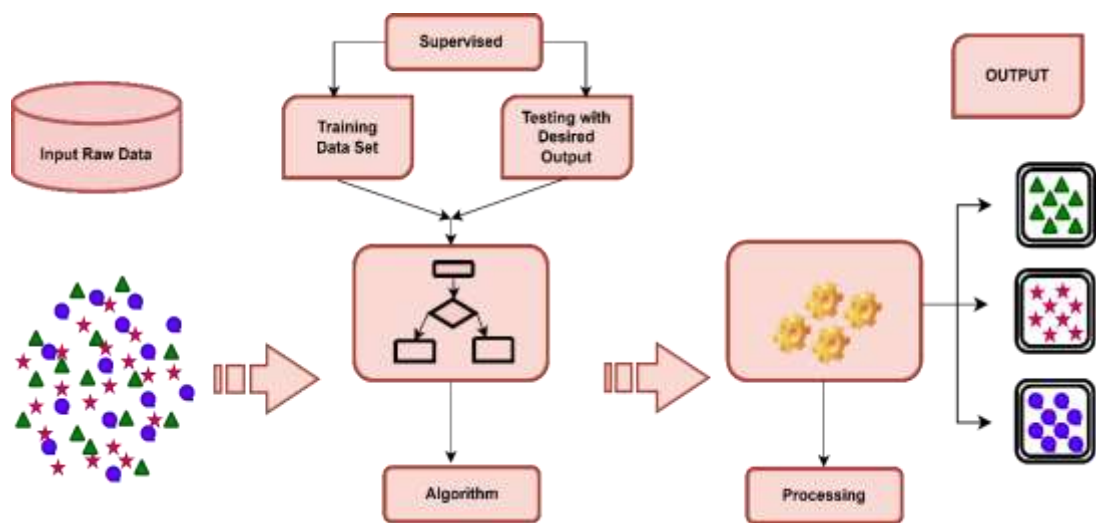 Supervised
OUTPUT
Input Raw Data
Training
Data Set
Testing with
Desired
Output
Algorithm
Processing